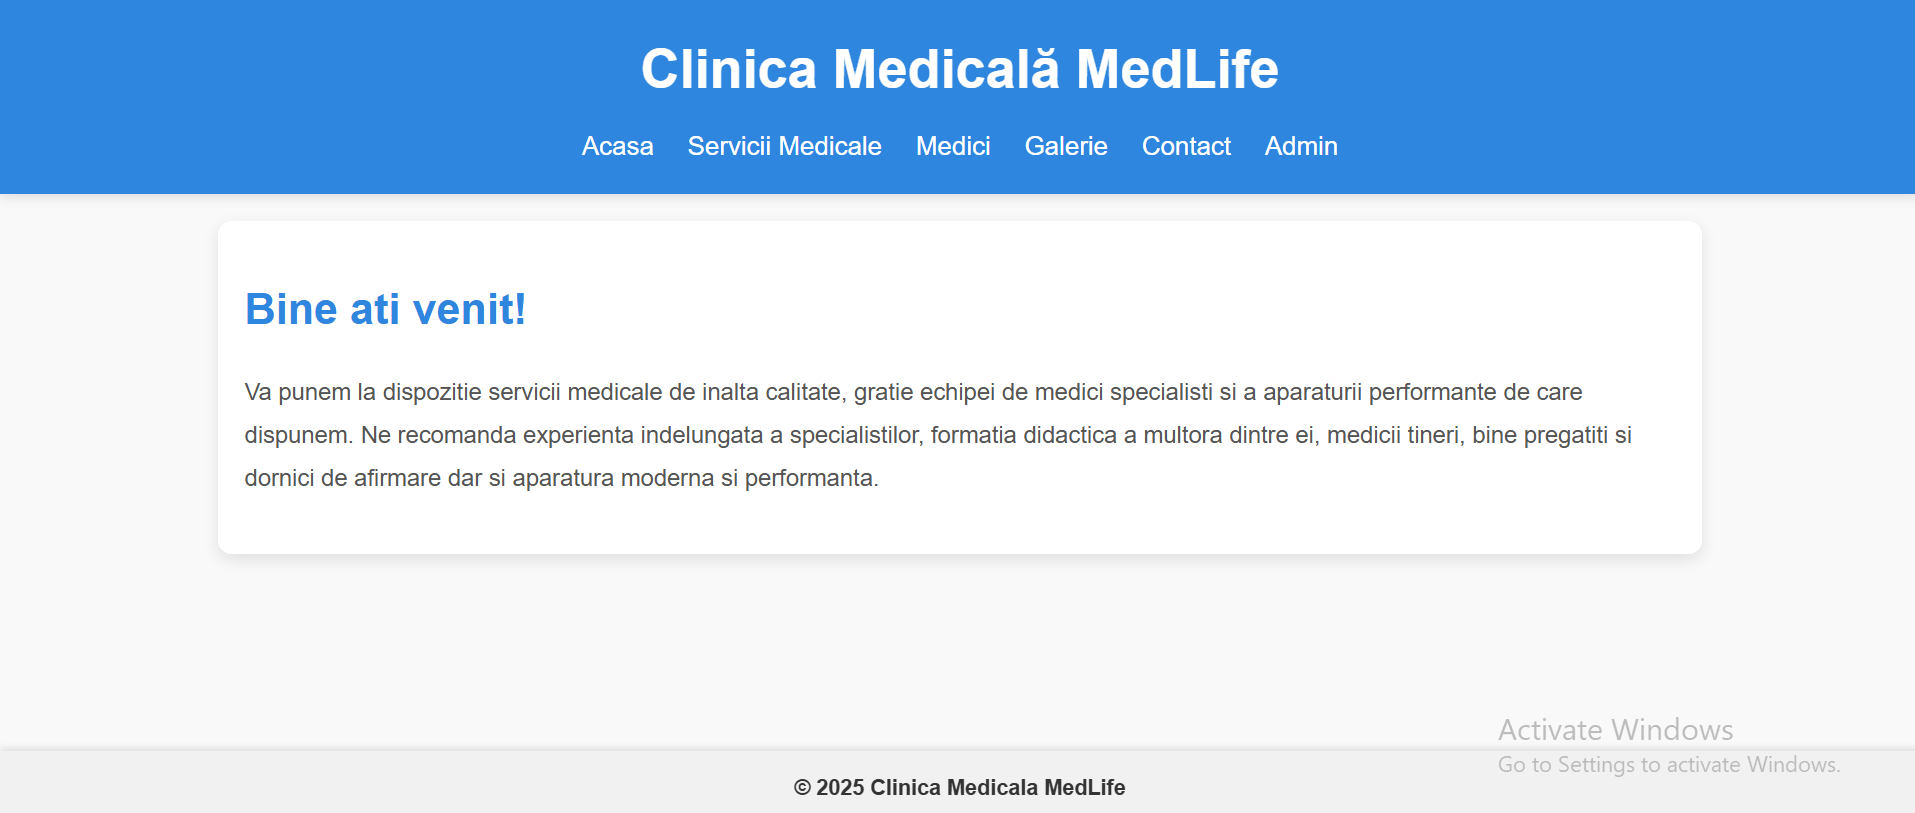 Clinica Medicală MedLife
Acasa Servicii Medicale Medici Galerie Contact Admin
Bine ati venit!
Va punem la dispozitie servicii medicale de inalta calitate, gratie echipei de medici specialisti si a aparaturii performante de care
dispunem. Ne recomanda experienta indelungata a specialistilor, formatia didactica a multora dintre ei, medicii tineri, bine pregatiti si
dornici de afirmare dar si aparatura moderna si performanta.
Activate Windows
Go to Settings to activate Windows.
© 2025 Clinica Medicala MedLife